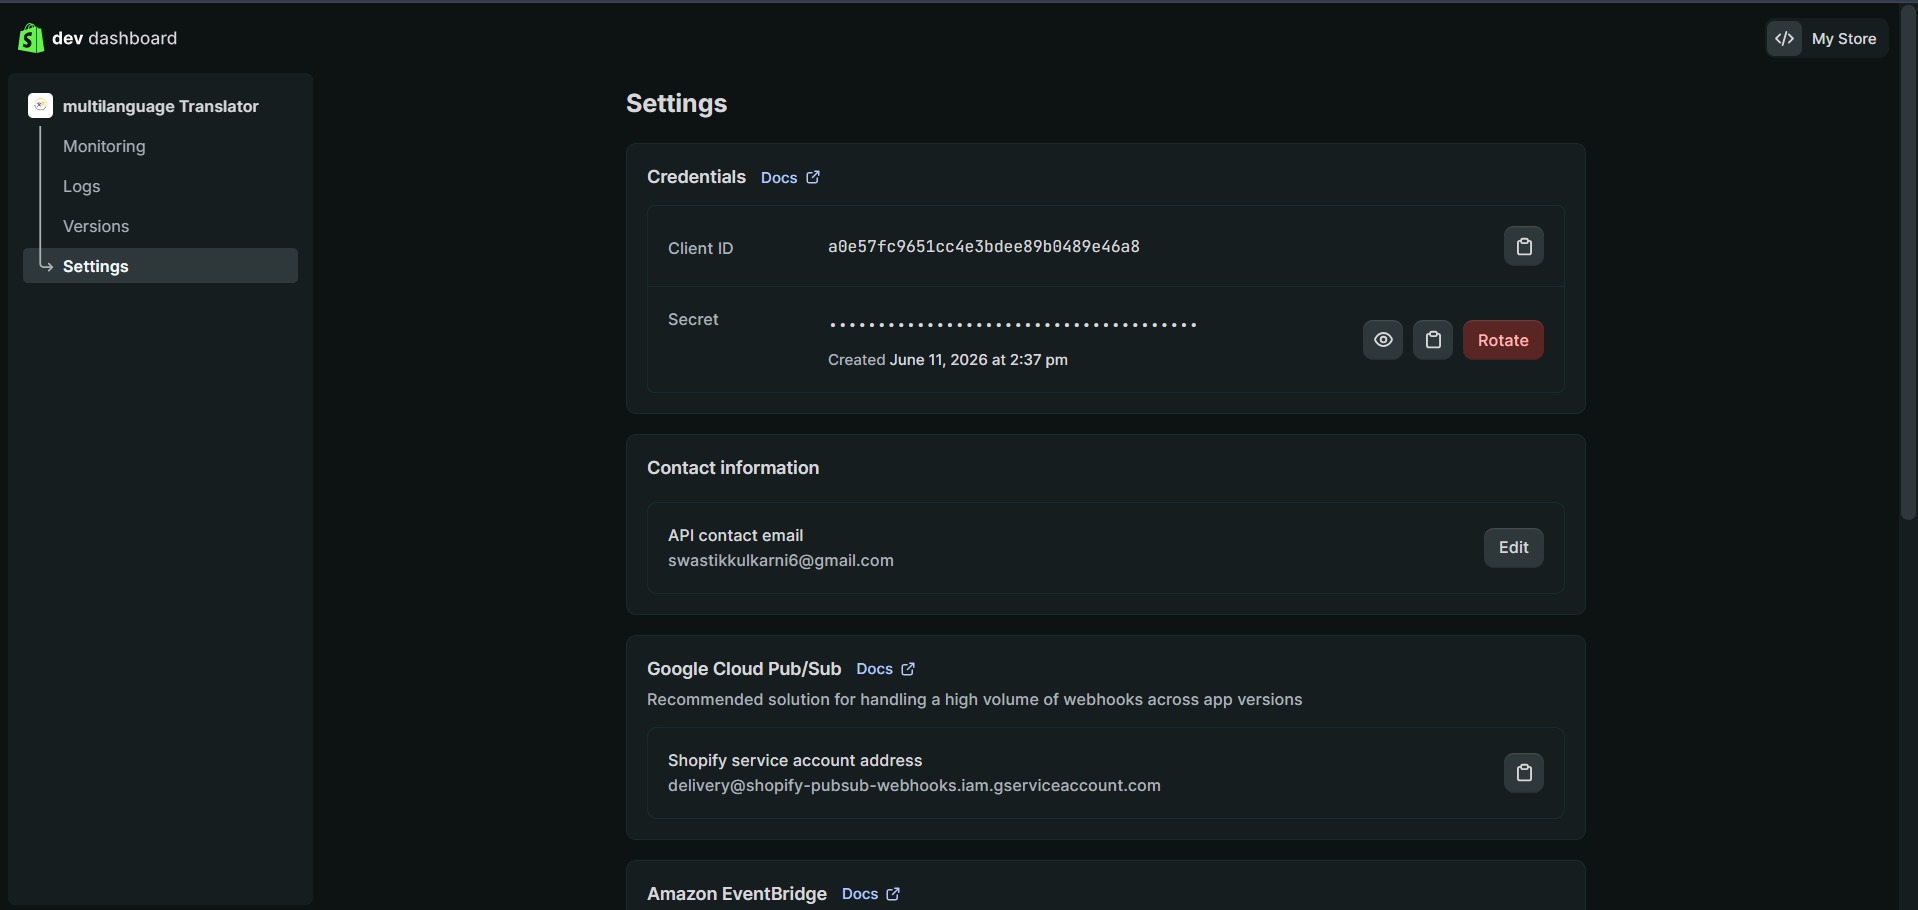 dev dashboard
My Store
multilanguage Translator
Monitoring
Logs
Versions
Settings
Settings
Credentials Docs
Client ID a0e57fc9651cc4e3bdee89b0489e46a8
Secret ••••••••••••••••••••••••••••••••••••••
Created June 11, 2026 at 2:37 pm
Rotate
Contact information
API contact email
swastikkulkarni6@gmail.com
Edit
Google Cloud Pub/Sub Docs
Recommended solution for handling a high volume of webhooks across app versions
Shopify service account address
delivery@shopify-pubsub-webhooks.iam.gserviceaccount.com
Amazon EventBridge Docs